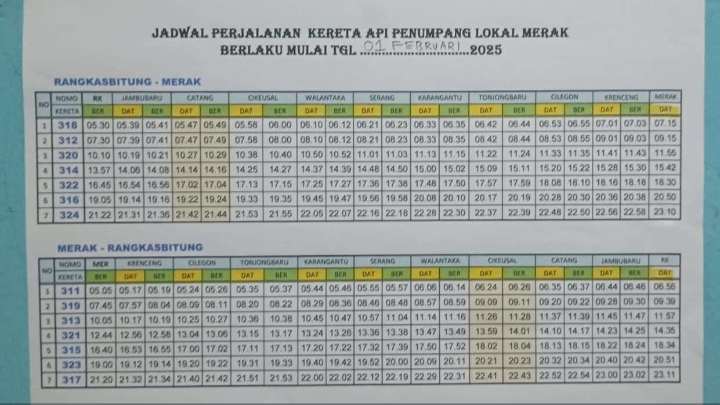 JADWAL PERJALANAN KERETA API PENUMPANG LOKAL MERAK
BERLAKU MULAI TGL ..01 FEBRUARI..2025
RANGKASBITUNG - MERAK
NO NOMO RK JAMBUBARU CATANG CIKEUSAL WALANTAKA SERANG KARANGANTU TONJONGBARU CILEGON KRENCENG MERAK
KERETA BER DAT BER DAT BER DAT BER DAT BER DAT BER DAT BER DAT BER DAT BER DAT BER DAT
1 318 05.30 05.39 05.41 05.47 05.49 05.58 06.00 06.10 06.12 06.21 06.23 06.33 06.35 06.42 06.44 06.53 06.55 07.01 07.03 07.15
2 312 07.30 07.39 07.41 07.47 07.49 07.58 08.00 08.10 08.12 08.21 08.23 08.33 08.35 08.42 08.44 08.53 08.55 09.01 09.03 09.15
3 320 10.10 10.19 10.21 10.27 10.29 10.38 10.40 10.50 10.52 11.01 11.03 11.13 11.15 11.22 11.24 11.33 11.35 11.41 11.43 11.55
4 314 13.57 14.06 14.08 14.14 14.16 14.25 14.27 14.37 14.39 14.48 14.50 15.00 15.02 15.09 15.11 15.20 15.22 15.28 15.30 15.42
5 322 16.45 16.54 16.56 17.02 17.04 17.13 17.15 17.25 17.27 17.36 17.38 17.48 17.50 17.57 17.59 18.08 18.10 18.16 18.18 18.30
6 316 19.05 19.14 19.16 19.22 19.24 19.33 19.35 19.45 19.47 19.56 19.58 20.08 20.10 20.17 20.19 20.28 20.30 20.36 20.38 20.50
7 324 21.22 21.31 21.36 21.42 21.44 21.53 21.55 22.05 22.07 22.16 22.18 22.28 22.30 22.37 22.39 22.48 22.50 22.56 22.58 23.10
MERAK - RANGKASBITUNG
NO NOMO MER KRENCENG CILEGON TONJONGBARU KARANGANTU SERANG WALANTAKA CIKEUSAL CATANG JAMBUBARU RK
KERETA BER DAT BER DAT BER DAT BER DAT BER DAT BER DAT BER DAT BER DAT BER DAT BER DAT
1 311 05.05 05.17 05.19 05.24 05.26 05.35 05.37 05.44 05.46 05.55 05.57 06.06 06.14 06.24 06.26 06.35 06.37 06.44 06.46 06.56
2 319 07.45 07.57 08.04 08.09 08.11 08.20 08.22 08.29 08.36 08.46 08.48 08.57 08.59 09.09 09.11 09.20 09.22 09.28 09.30 09.39
3 313 10.05 10.17 10.19 10.25 10.27 10.36 10.38 10.45 10.47 10.57 11.04 11.14 11.16 11.26 11.28 11.37 11.39 11.45 11.47 11.57
4 321 12.44 12.56 12.58 13.04 13.06 13.15 13.17 13.24 13.26 13.36 13.38 13.47 13.49 13.59 14.01 14.10 14.17 14.23 14.25 14.35
5 315 16.40 16.53 16.55 17.00 17.02 17.11 17.13 17.20 17.22 17.32 17.39 17.50 17.52 18.02 18.04 18.13 18.15 18.22 18.24 18.34
6 323 19.00 19.12 19.14 19.20 19.22 19.31 19.33 19.40 19.42 19.52 20.00 20.09 20.11 20.21 20.23 20.32 20.34 20.40 20.42 20.51
7 317 21.20 21.32 21.34 21.40 21.42 21.51 21.53 22.00 22.02 22.12 22.19 22.29 22.31 22.41 22.43 22.52 22.54 23.00 23.02 23.11